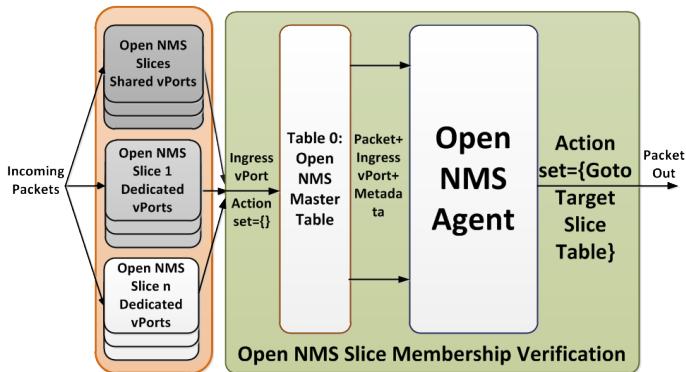 Incoming
Packets
Open NMS
Slices
Shared vPorts
Open NMS
Slice 1
Dedicated
vPorts
Open NMS
Slice n
Dedicated
vPorts
Ingress
vPort
Action
set={}
Table 0:
Open
NMS
Master
Table
Packet+
Ingress
vPort+
Metada
ta
Open
NMS
Agent
Action
set={Goto
Target
Slice
Table}
Packet
Out
Open NMS Slice Membership Verification